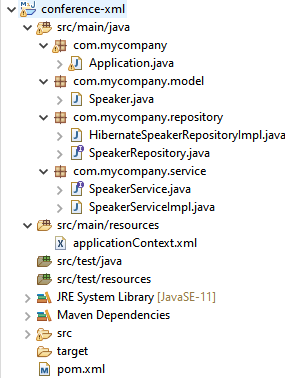 conference-xml
src/main/java
com.mycompany
Application.java
com.mycompany.model
Speaker.java
com.mycompany.repository
HibernateSpeakerRepositoryImpl.java
SpeakerRepository.java
com.mycompany.service
SpeakerService.java
SpeakerServiceImpl.java
src/main/resources
applicationContext.xml
src/test/java
src/test/resources
JRE System Library [JavaSE-11]
Maven Dependencies
src
target
pom.xml